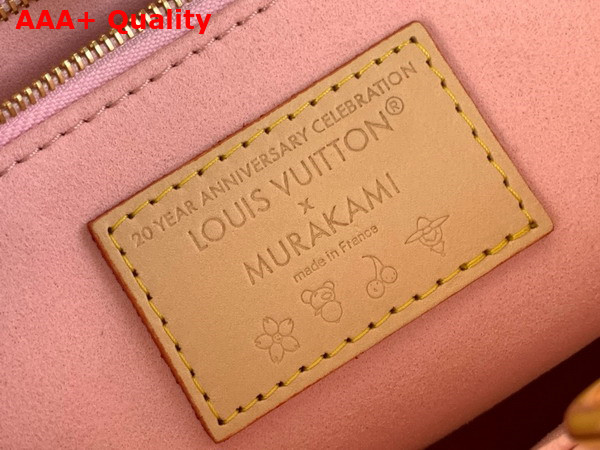 AAA+ Quality
20 YEAR ANNIVERSARY CELEBRATION
LOUIS VUITTON®
x
MURAKAMI
made in France